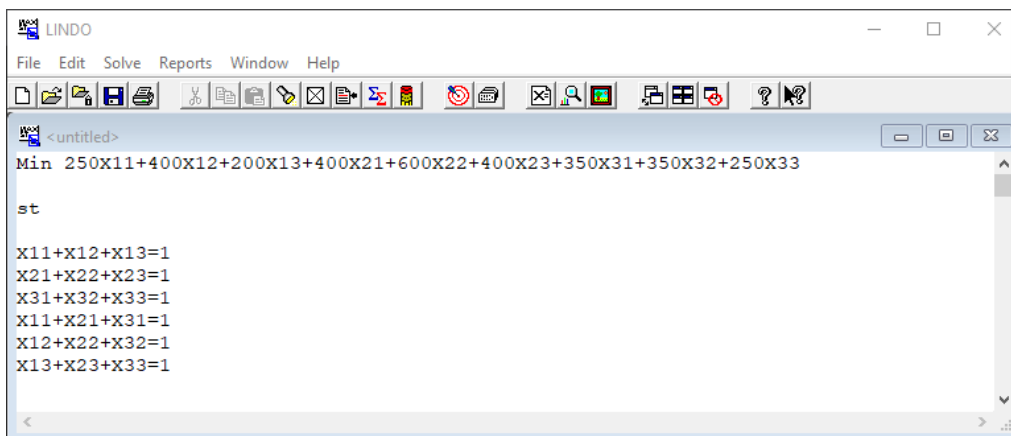 LINDO
File Edit Solve Reports Window Help
<untitled>
Min 250X11+400X12+200X13+400X21+600X22+400X23+350X31+350X32+250X33
st
X11+X12+X13=1
X21+X22+X23=1
X31+X32+X33=1
X11+X21+X31=1
X12+X22+X32=1
X13+X23+X33=1